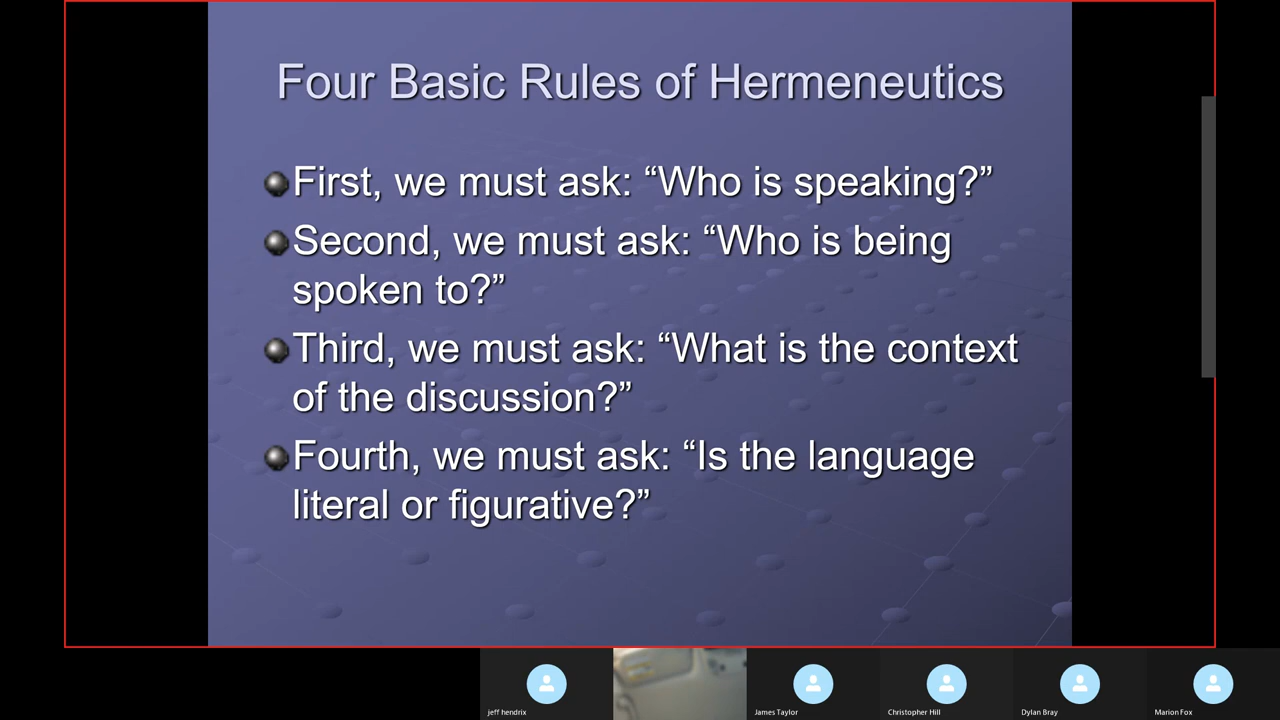 Four Basic Rules of Hermeneutics
First, we must ask: “Who is speaking?”
Second, we must ask: “Who is being
spoken to?”
Third, we must ask: “What is the context
of the discussion?”
Fourth, we must ask: “Is the language
literal or figurative?”
jeff hendrix
James Taylor
Christopher Hill
Dylan Bray
Marion Fox